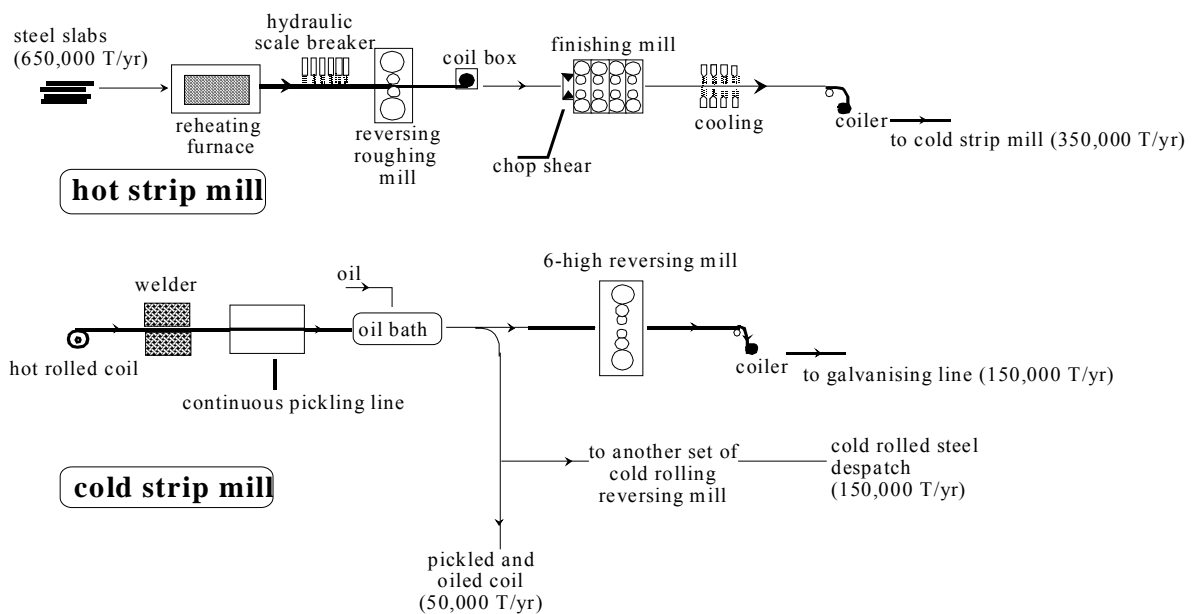 steel slabs
(650,000 T/yr)
reheating
furnace
hydraulic
scale breaker
reversing
roughing
mill
coil box
chop shear
finishing mill
cooling
coiler
to cold strip mill (350,000 T/yr)
hot strip mill
hot rolled coil
welder
continuous pickling line
oil
oil bath
6-high reversing mill
coiler
to galvanising line (150,000 T/yr)
to another set of
cold rolling
reversing mill
cold rolled steel
despatch
(150,000 T/yr)
cold strip mill
pickled and
oiled coil
(50,000 T/yr)